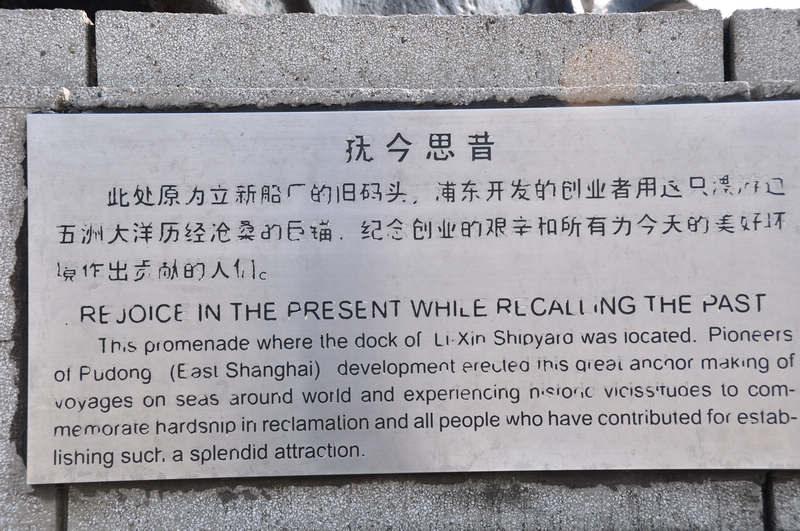 抚今思昔
此处原为立新船厂的旧码头，浦东开发的创业者用这只漂游过
五洲大洋历经沧桑的巨锚，纪念创业的艰辛和所有为今天的美好环
境作出贡献的人们。
REJOICE IN THE PRESENT WHILE RECALLING THE PAST
This promenade where the dock of Li-Xin Shipyard was located. Pioneers
of Pudong (East Shanghai) development erected this great anchor making of
voyages on seas around world and experiencing historic vicissitudes to com-
memorate hardship in reclamation and all people who have contributed for estab-
lishing such a splendid attraction.